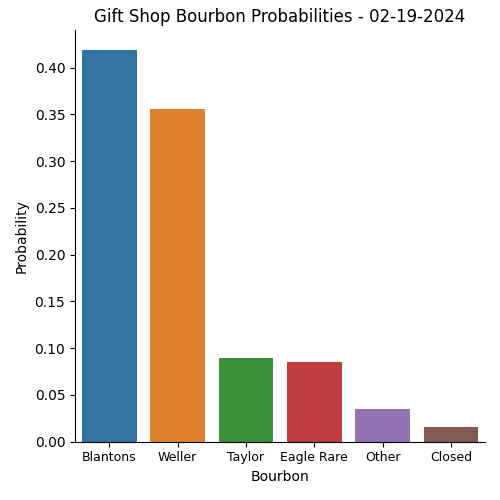 Gift Shop Bourbon Probabilities - 02-19-2024
0.40
0.35
0.30
0.25
0.20
0.15
0.10
0.05
0.00
Probability
Blantons Weller Taylor Eagle Rare Other Closed
Bourbon